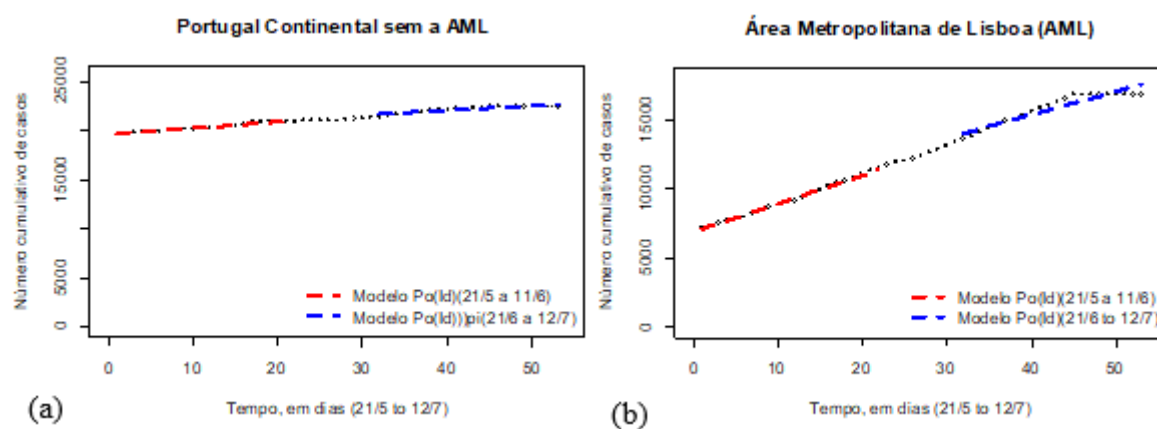 Portugal Continental sem a AML
Número cumulativo de casos
25000
15000
5000
0
Modelo Po(Id)(21/5 a 11/6)
Modelo Po(Id)))pi(21/6 a 12/7)
0 10 20 30 40 50
Tempo, em dias (21/5 to 12/7)
(a)
Área Metropolitana de Lisboa (AML)
Número cumulativo de casos
15000
10000
5000
0
Modelo Po(Id)(21/5 a 11/6)
Modelo Po(Id)(21/6 to 12/7)
0 10 20 30 40 50
Tempo, em dias (21/5 to 12/7)
(b)